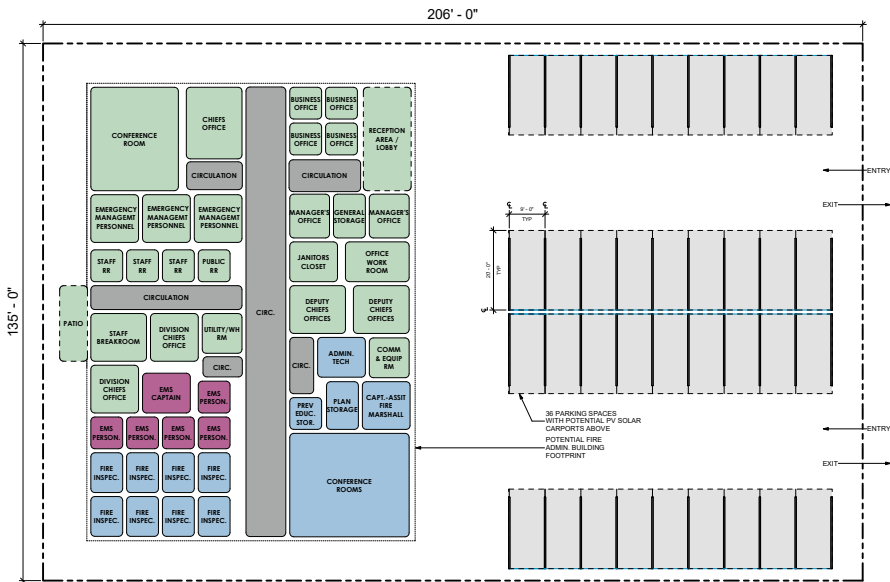 206' - 0"
135' - 0"
CONFERENCE
ROOM
CHIEFS
OFFICE
CIRCULATION
BUSINESS
OFFICE
BUSINESS
OFFICE
BUSINESS
OFFICE
BUSINESS
OFFICE
RECEPTION
AREA /
LOBBY
CIRCULATION
EMERGENCY
MANAGEMT
PERSONNEL
EMERGENCY
MANAGEMT
PERSONNEL
EMERGENCY
MANAGEMT
PERSONNEL
MANAGER'S
OFFICE
GENERAL
STORAGE
MANAGER'S
OFFICE
STAFF
RR
STAFF
RR
STAFF
RR
PUBLIC
RR
JANITORS
CLOSET
OFFICE
WORK
ROOM
CIRCULATION
CIRC.
DEPUTY
CHIEFS
OFFICES
DEPUTY
CHIEFS
OFFICES
PATIO
STAFF
BREAKROOM
DIVISION
CHIEFS
OFFICE
UTILITY/WH
RM
CIRC.
CIRC.
ADMIN.
TECH
COMM
& EQUIP
RM
DIVISION
CHIEFS
OFFICE
EMS
CAPTAIN
EMS
PERSON.
PREV
EDUC.
STOR.
PLAN
STORAGE
CAPT.-ASSIT
FIRE
MARSHALL
EMS
PERSON.
EMS
PERSON.
EMS
PERSON.
EMS
PERSON.
FIRE
INSPEC.
FIRE
INSPEC.
FIRE
INSPEC.
FIRE
INSPEC.
CONFERENCE
ROOMS
FIRE
INSPEC.
FIRE
INSPEC.
FIRE
INSPEC.
FIRE
INSPEC.
ENTRY
EXIT
9' - 0"
TYP
20' - 0"
TYP
36 PARKING SPACES
WITH POTENTIAL PV SOLAR
CARPORTS ABOVE
POTENTIAL FIRE
ADMIN. BUILDING
FOOTPRINT
ENTRY
EXIT